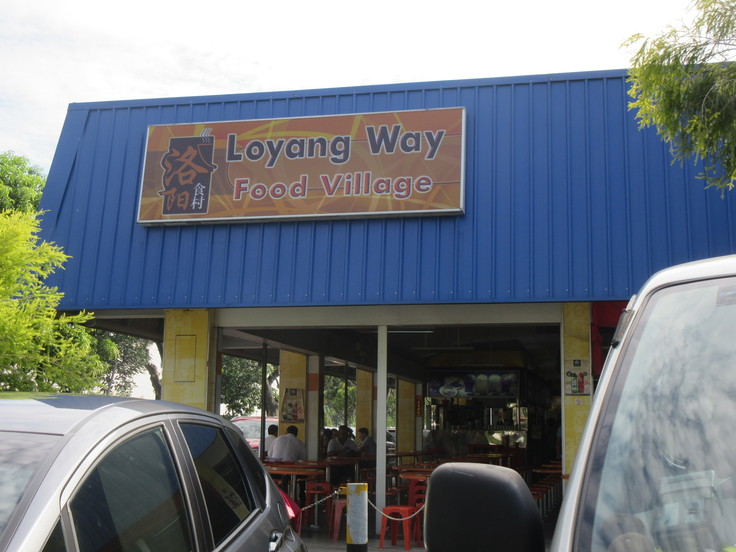 Loyang Way
Food Village
洛阳
食村